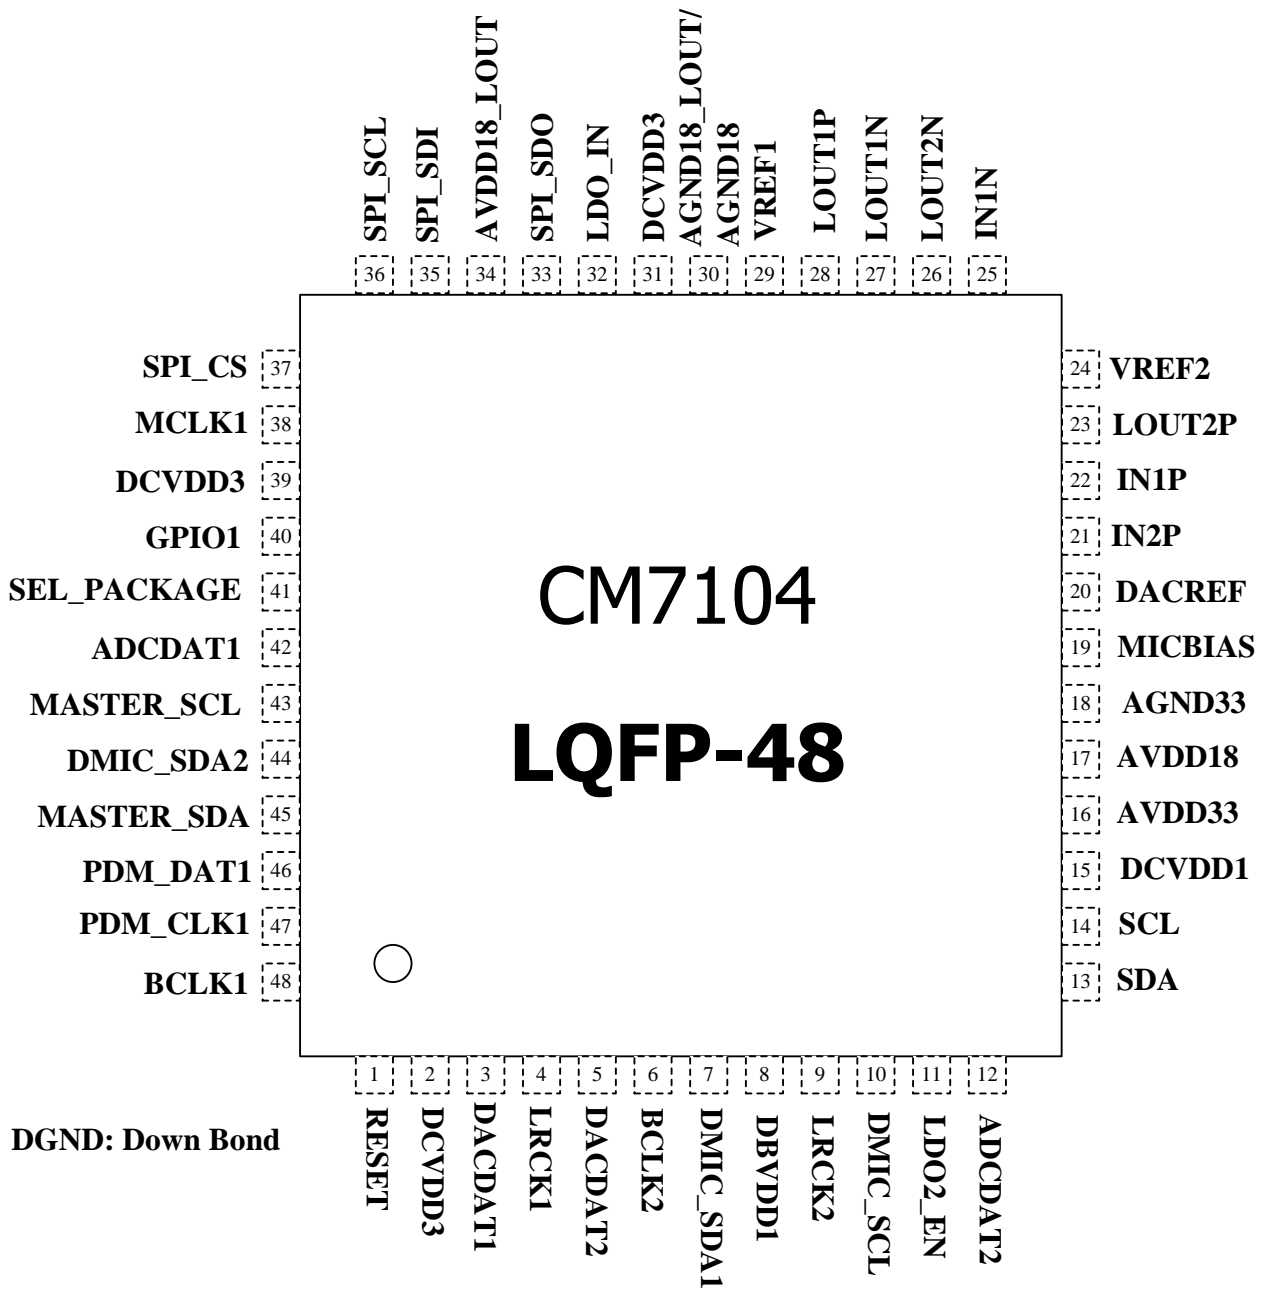 SPI_SCL
SPI_SDI
AVDD18_LOUT
SPI_SDO
LDO_IN
DCVDD3
AGND18_LOUT/
AGND18
VREF1
LOUT1P
LOUT1N
LOUT2N
IN1N
36
35
34
33
32
31
30
29
28
27
26
25
SPI_CS 37
MCLK1 38
DCVDD3 39
GPIO1 40
SEL_PACKAGE 41
ADCDAT1 42
MASTER_SCL 43
DMIC_SDA2 44
MASTER_SDA 45
PDM_DAT1 46
PDM_CLK1 47
BCLK1 48
CM7104
LQFP-48
24 VREF2
23 LOUT2P
22 IN1P
21 IN2P
20 DACREF
19 MICBIAS
18 AGND33
17 AVDD18
16 AVDD33
15 DCVDD1
14 SCL
13 SDA
1
2
3
4
5
6
7
8
9
10
11
12
RESET
DCVDD3
DACDAT1
LRCK1
DACDAT2
BCLK2
DMIC_SDA1
DBVDD1
LRCK2
DMIC_SCL
LDO2_EN
ADCDAT2
DGND: Down Bond